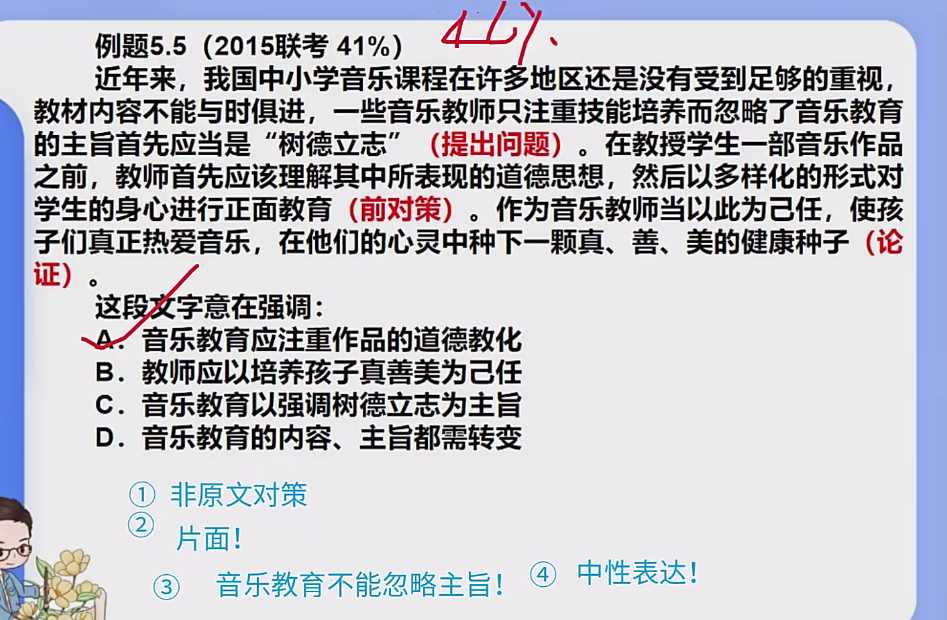 例题5.5（2015联考 41%）
近年来，我国中小学音乐课程在许多地区还是没有受到足够的重视，
教材内容不能与时俱进，一些音乐教师只注重技能培养而忽略了音乐教育
的主旨首先应当是“树德立志”（提出问题）。在教授学生一部音乐作品
之前，教师首先应该理解其中所表现的道德思想，然后以多样化的形式对
学生的身心进行正面教育（前对策）。作为音乐教师当以此为己任，使孩
子们真正热爱音乐，在他们的心灵中种下一颗真、善、美的健康种子（论
证）。
这段文字意在强调：
A．音乐教育应注重作品的道德教化
B．教师应以培养孩子真善美为己任
C．音乐教育以强调树德立志为主旨
D．音乐教育的内容、主旨都需转变
① 非原文对策
② 片面！
③ 音乐教育不能忽略主旨！ ④ 中性表达！